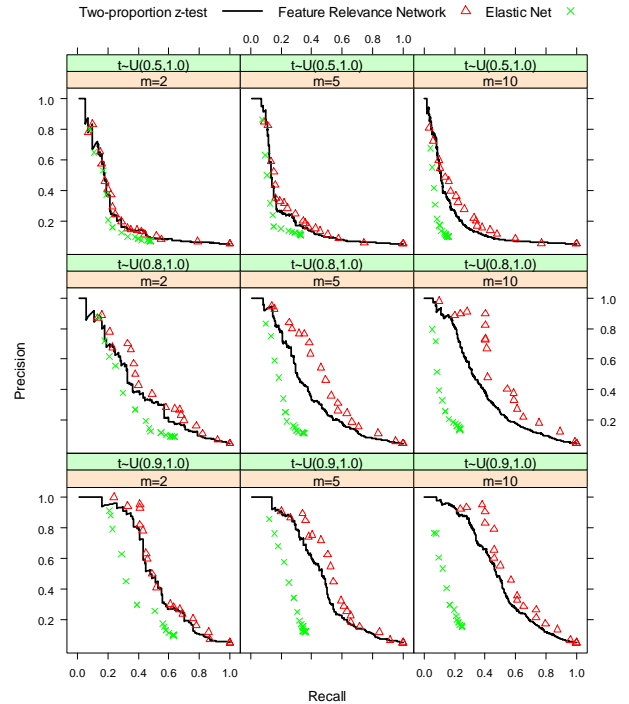 Two-proportion z-test Feature Relevance Network Elastic Net
0.0 0.2 0.4 0.6 0.8 1.0
t~U(0.5,1.0) t~U(0.5,1.0) t~U(0.5,1.0)
m=2 m=5 m=10
1.0
0.8
0.6
0.4
0.2
t~U(0.8,1.0) t~U(0.8,1.0) t~U(0.8,1.0)
m=2 m=5 m=10
1.0
0.8
0.6
0.4
0.2
Precision
t~U(0.9,1.0) t~U(0.9,1.0) t~U(0.9,1.0)
m=2 m=5 m=10
1.0
0.8
0.6
0.4
0.2
0.0 0.2 0.4 0.6 0.8 1.0 0.0 0.2 0.4 0.6 0.8 1.0
Recall